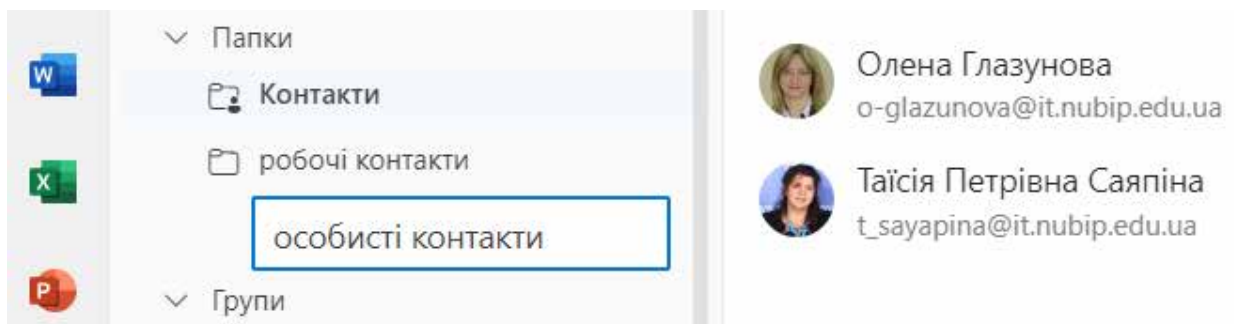 Папки
Контакти
робочі контакти
особисті контакти
Групи
Олена Глазунова
o-glazunova@it.nubip.edu.ua
Таїсія Петрівна Саяпіна
t_sayapina@it.nubip.edu.ua
W
X
P